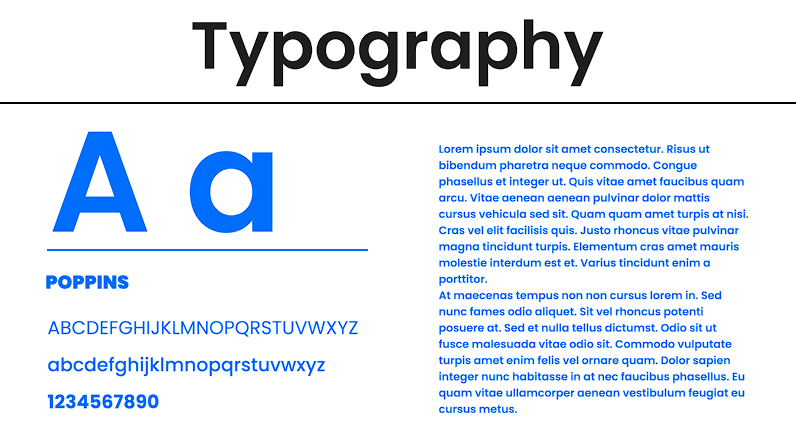 Typography
A a
POPPINS
ABCDEFGHIJKLMNOPQRSTUVWXYZ
abcdefghijklmnopqrstuvwxyz
1234567890
Lorem ipsum dolor sit amet consectetur. Risus ut
bibendum pharetra neque commodo. Congue
phasellus et integer ut. Quis vitae amet faucibus quam
arcu. Vitae aenean aenean pulvinar dolor mattis
cursus vehicula sed sit. Quam quam amet turpis at nisi.
Cras vel elit facilisis quis. Justo rhoncus vitae pulvinar
magna tincidunt turpis. Elementum cras amet mauris
molestie interdum est et. Varius tincidunt enim a
porttitor.
At maecenas tempus non non cursus lorem in. Sed
nunc fames odio aliquet. Sit vel rhoncus potenti
posuere at. Sed et nulla tellus dictumst. Odio sit ut
fusce malesuada vitae odio sit. Commodo vulputate
turpis amet enim felis vel ornare quam. Dolor sapien
integer nunc habitasse in at nec faucibus phasellus. Eu
quam vitae ullamcorper aenean vestibulum feugiat eu
cursus metus.